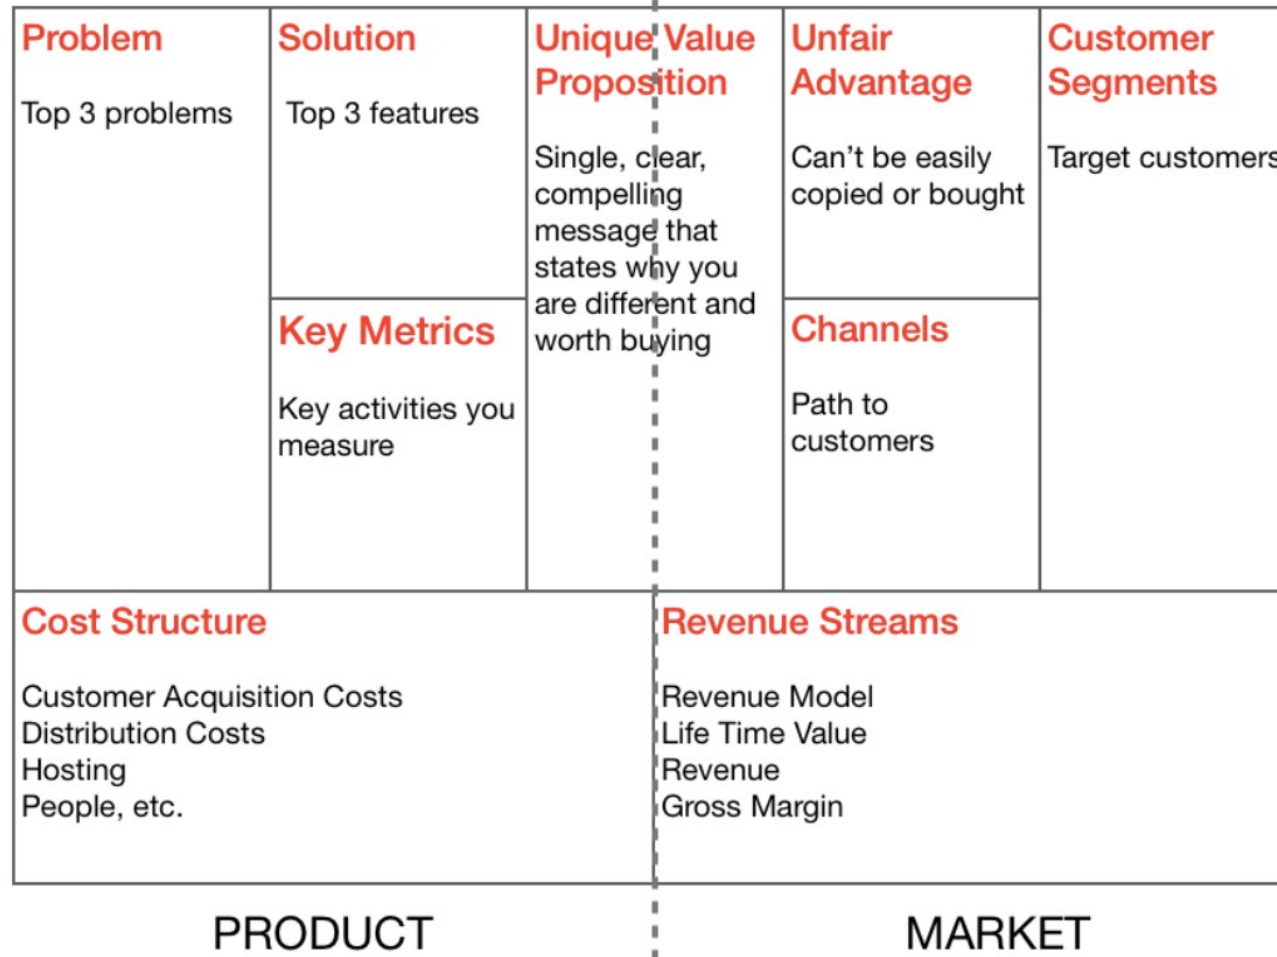 Problem
Top 3 problems
Solution
Top 3 features
Key Metrics
Key activities you
measure
Unique Value
Proposition
Single, clear,
compelling
message that
states why you
are different and
worth buying
Unfair
Advantage
Can't be easily
copied or bought
Channels
Path to
customers
Customer
Segments
Target customers
Cost Structure
Customer Acquisition Costs
Distribution Costs
Hosting
People, etc.
Revenue Streams
Revenue Model
Life Time Value
Revenue
Gross Margin
PRODUCT
MARKET